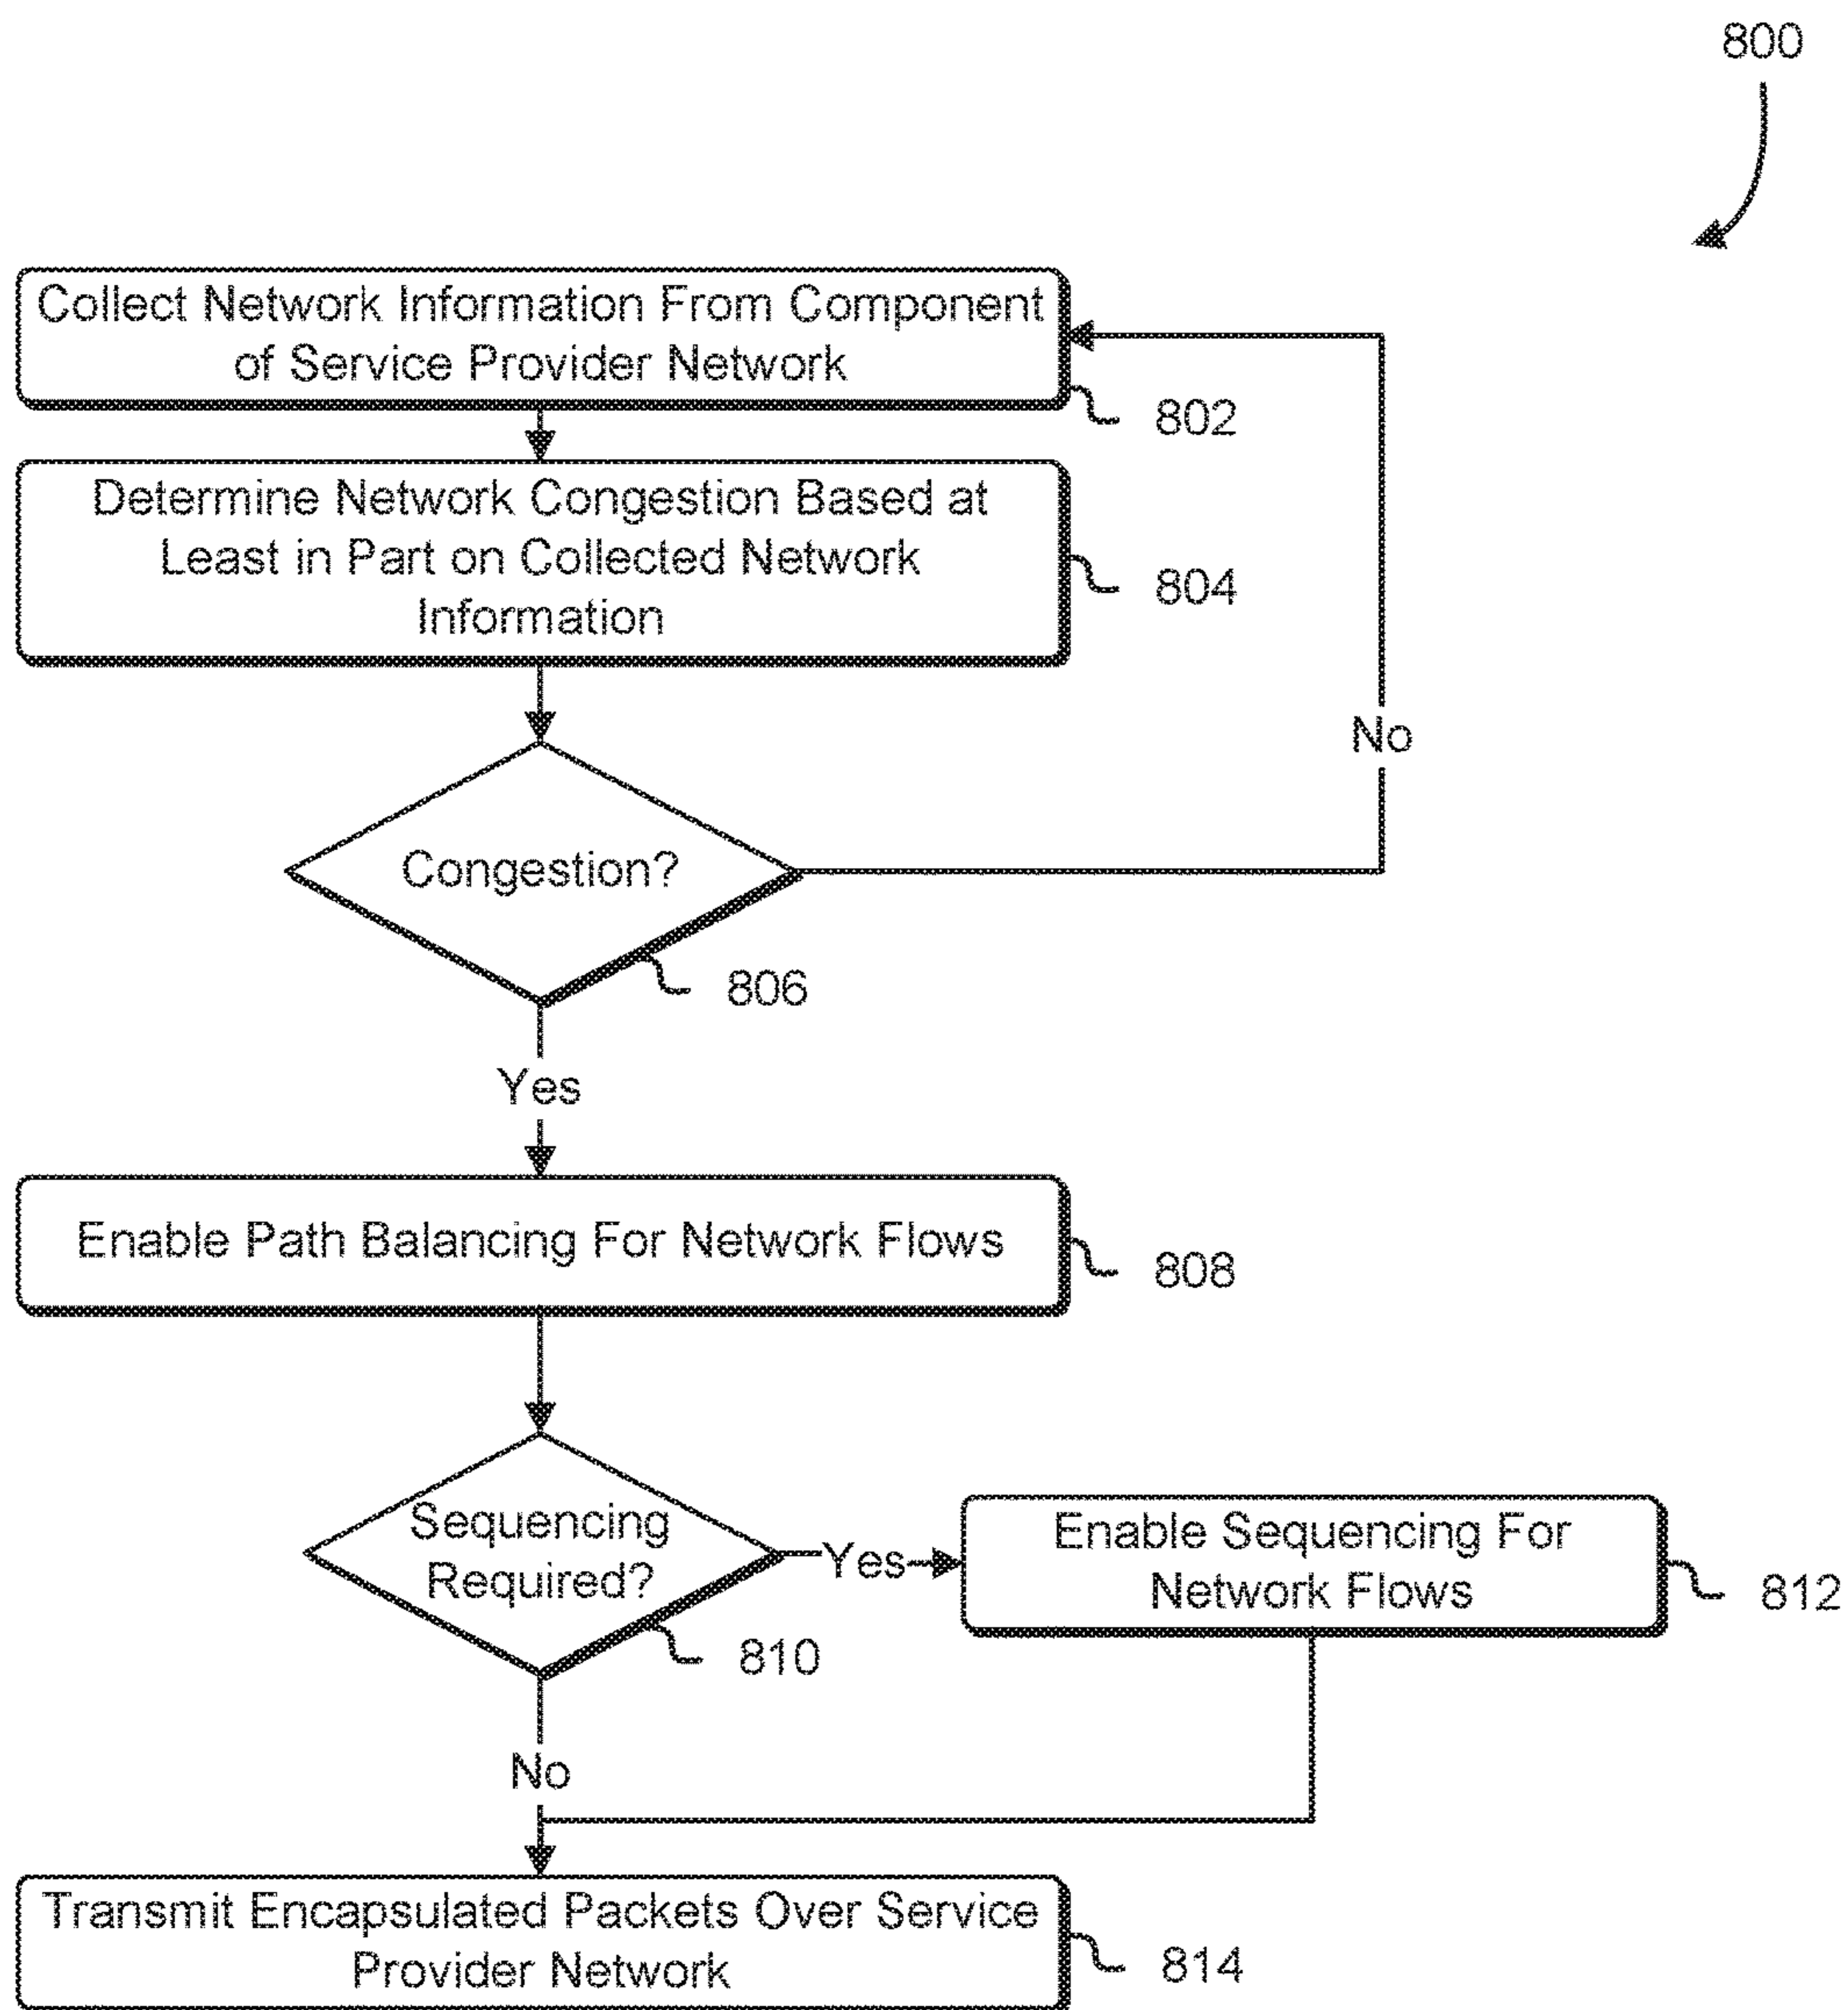 800
Collect Network Information From Component
of Service Provider Network
802
Determine Network Congestion Based at
Least in Part on Collected Network
Information
804
No
Congestion?
806
Yes
Enable Path Balancing For Network Flows
808
Sequencing
Required?
Yes
810
Enable Sequencing For
Network Flows
812
No
Transmit Encapsulated Packets Over Service
Provider Network
814